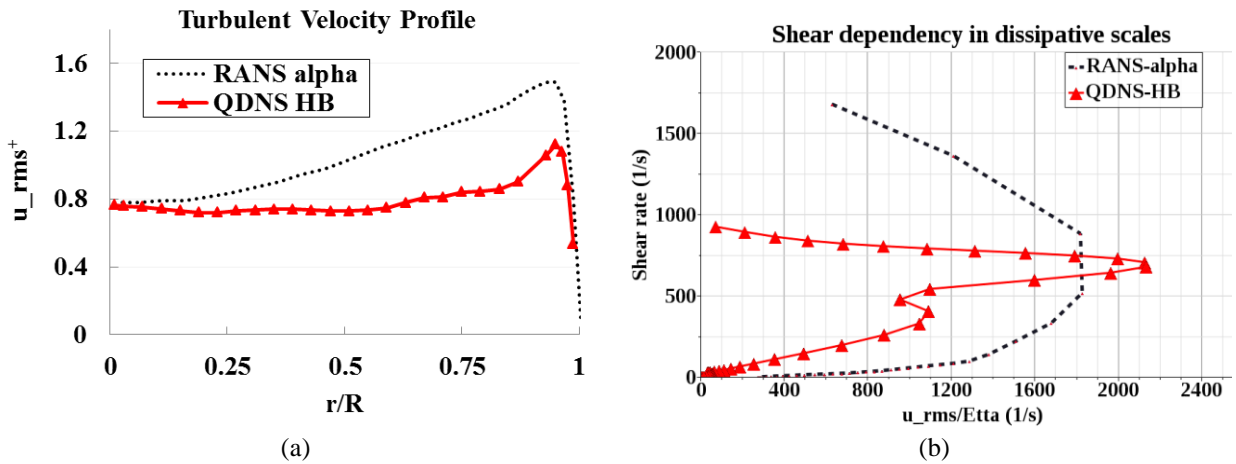 Turbulent Velocity Profile
1.6
1.2
0.8
0.4
0
u_rms⁺
RANS alpha
QDNS HB
0
0.25
0.5
0.75
1
r/R
(a)
Shear dependency in dissipative scales
2000
1500
1000
500
0
Shear rate (1/s)
RANS-alpha
QDNS-HB
0
400
800
1200
1600
2000
2400
u_rms/Etta (1/s)
(b)